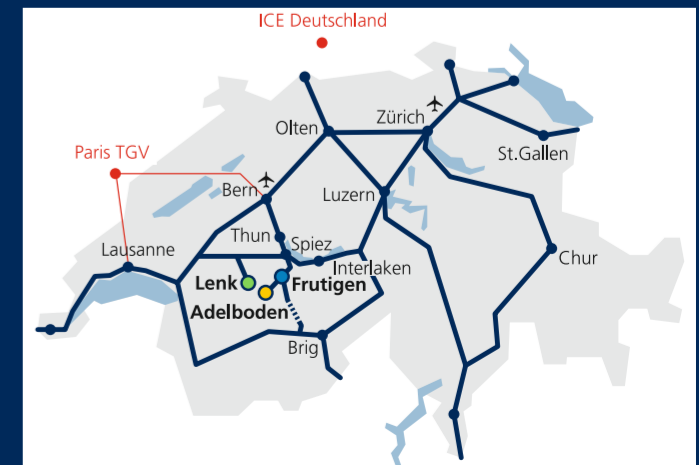 ICE Deutschland
Zürich
Olten
Paris TGV
St.Gallen
Bern
Luzern
Thun
Spiez
Lausanne
Interlaken
Chur
Lenk
Frutigen
Adelboden
Brig